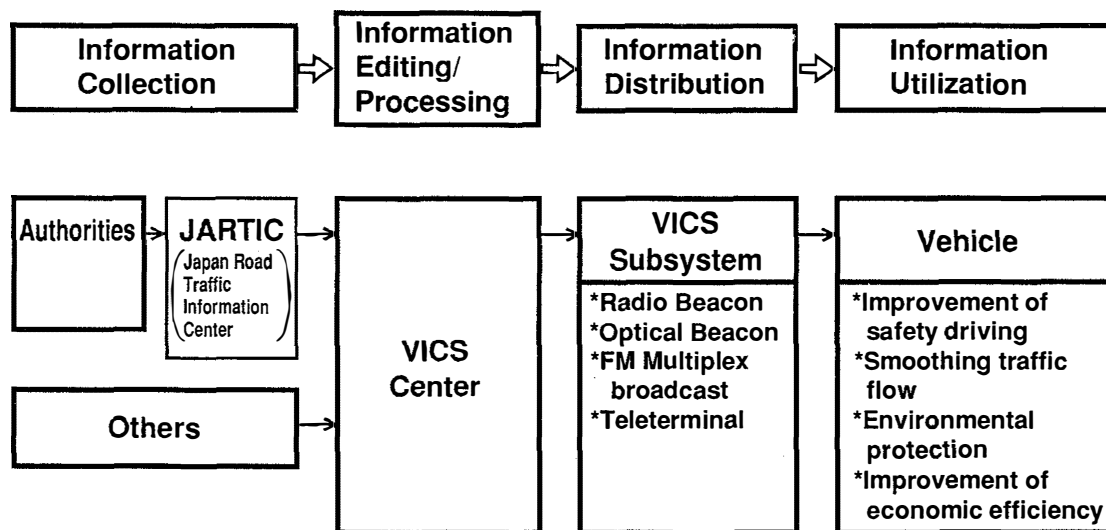 Information
Collection
Information
Editing/
Processing
Information
Distribution
Information
Utilization
Authorities
JARTIC
(Japan Road
Traffic
Information
Center)
Others
VICS
Center
VICS
Subsystem
*Radio Beacon
*Optical Beacon
*FM Multiplex
broadcast
*Teleterminal
Vehicle
*Improvement of
safety driving
*Smoothing traffic
flow
*Environmental
protection
*Improvement of
economic efficiency